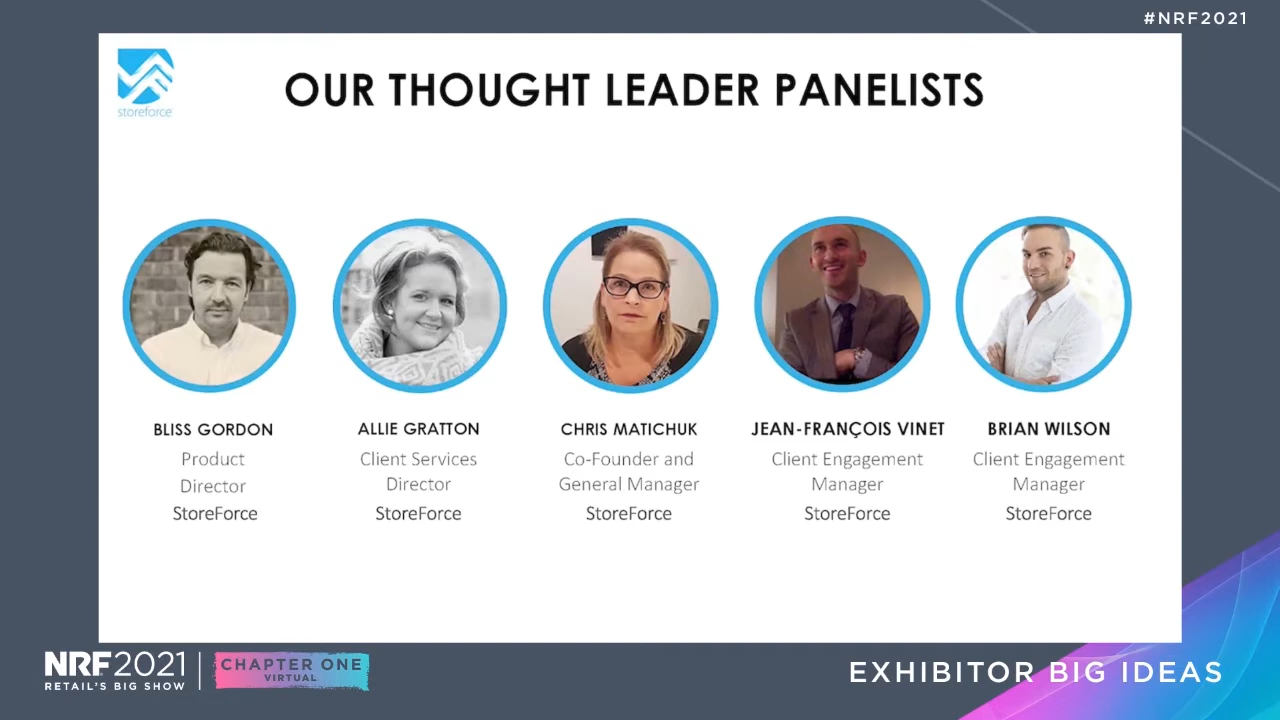 #NRF2021
storeforce
OUR THOUGHT LEADER PANELISTS
BLISS GORDON
Product
Director
StoreForce
ALLIE GRATTON
Client Services
Director
StoreForce
CHRIS MATICHUK
Co-Founder and
General Manager
StoreForce
JEAN-FRANÇOIS VINET
Client Engagement
Manager
StoreForce
BRIAN WILSON
Client Engagement
Manager
StoreForce
NRF2021
RETAIL'S BIG SHOW
CHAPTER ONE
VIRTUAL
EXHIBITOR BIG IDEAS